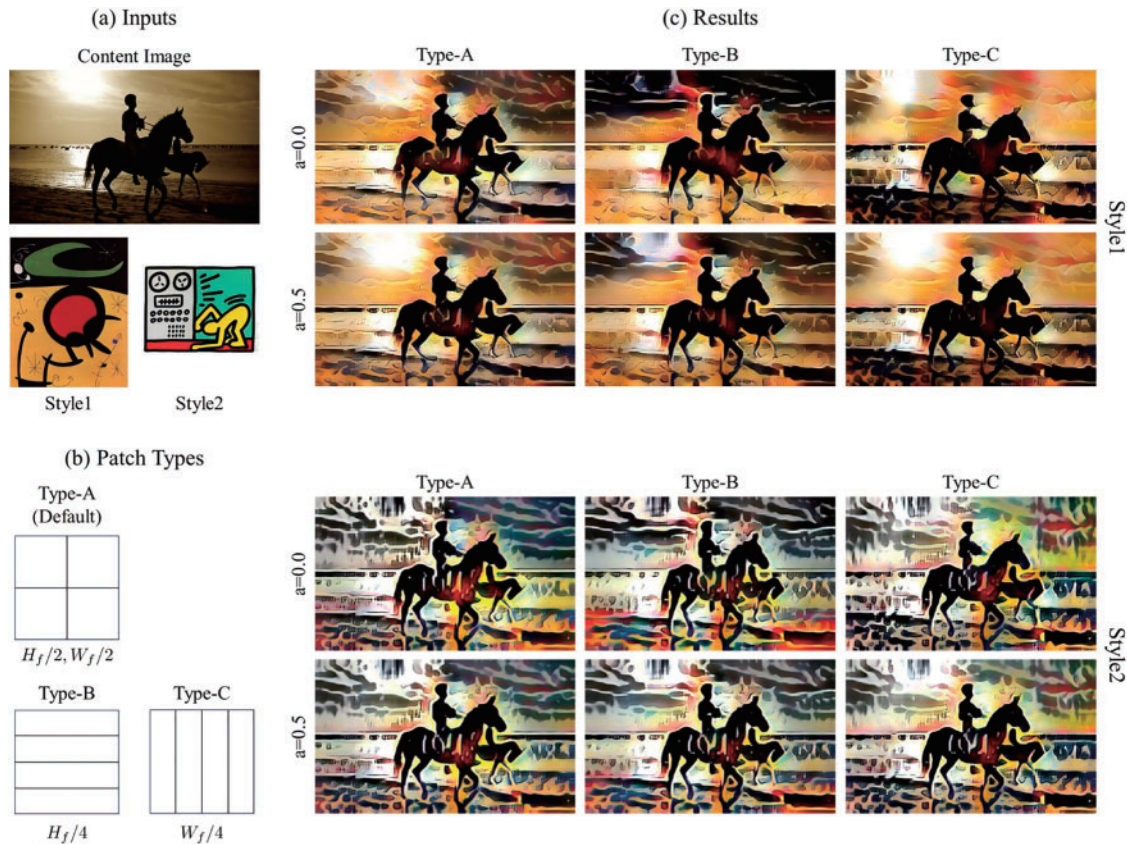 (a) Inputs
Content Image
Style1
Style2
(b) Patch Types
Type-A
(Default)
H_f/2, W_f/2
Type-B
Type-C
H_f/4
W_f/4
(c) Results
Type-A
Type-B
Type-C
a=0.0
a=0.5
Style1
Type-A
Type-B
Type-C
a=0.0
a=0.5
Style2